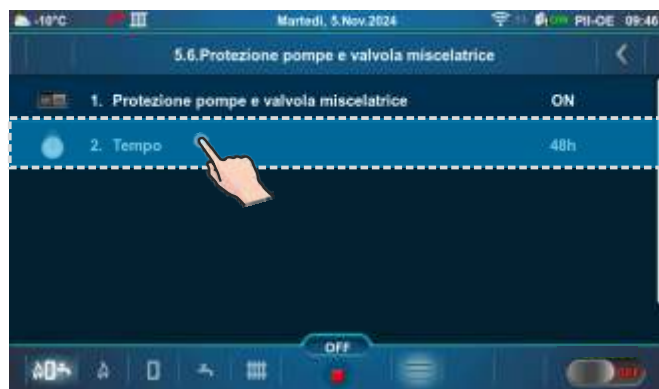 -10°C Martedì, 5.Nov.2024 PII-OE 09:46
5.6.Protezione pompe e valvola miscelatrice
1. Protezione pompe e valvola miscelatrice ON
2. Tempo 48h
OFF
OFF